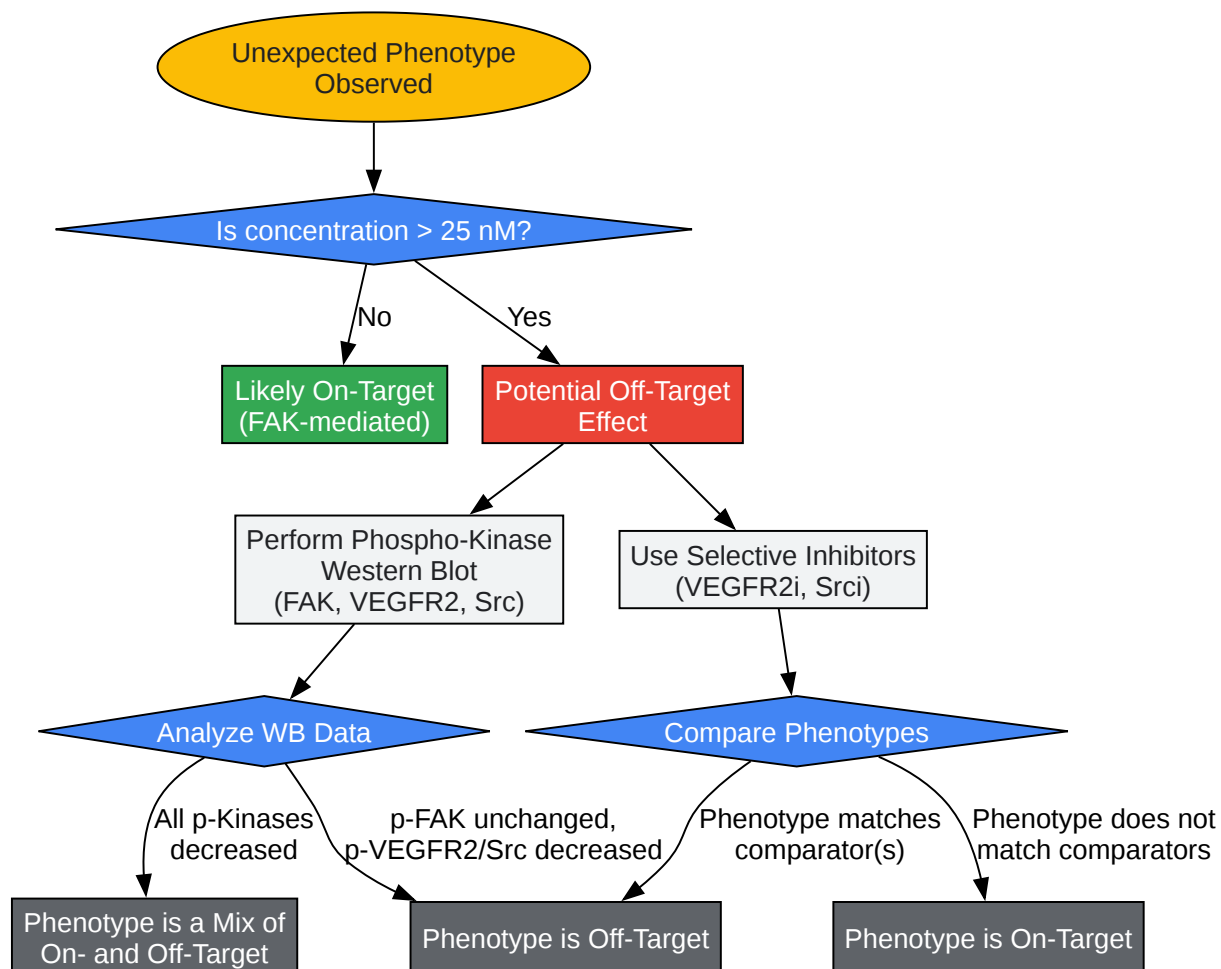 Unexpected Phenotype
Observed
Is concentration > 25 nM?
No
Yes
Likely On-Target
(FAK-mediated)
Potential Off-Target
Effect
Perform Phospho-Kinase
Western Blot
(FAK, VEGFR2, Src)
Use Selective Inhibitors
(VEGFR2i, Srci)
Analyze WB Data
Compare Phenotypes
All p-Kinases
decreased
p-FAK unchanged,
p-VEGFR2/Src decreased
Phenotype matches
comparator(s)
Phenotype does not
match comparators
Phenotype is a Mix of
On- and Off-Target
Phenotype is Off-Target
Phenotype is On-Target